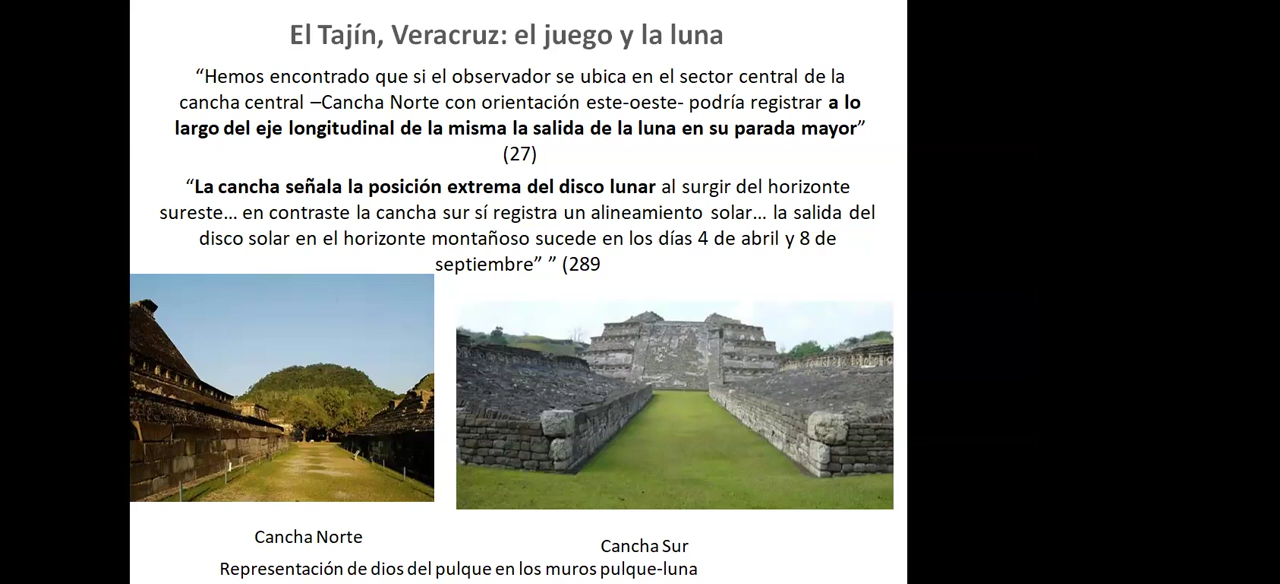 El Tajín, Veracruz: el juego y la luna
“Hemos encontrado que si el observador se ubica en el sector central de la
cancha central –Cancha Norte con orientación este-oeste- podría registrar a lo
largo del eje longitudinal de la misma la salida de la luna en su parada mayor”
(27)
“La cancha señala la posición extrema del disco lunar al surgir del horizonte
sureste... en contraste la cancha sur sí registra un alineamiento solar... la salida del
disco solar en el horizonte montañoso sucede en los días 4 de abril y 8 de
septiembre” ” (289
Cancha Norte
Cancha Sur
Representación de dios del pulque en los muros pulque-luna